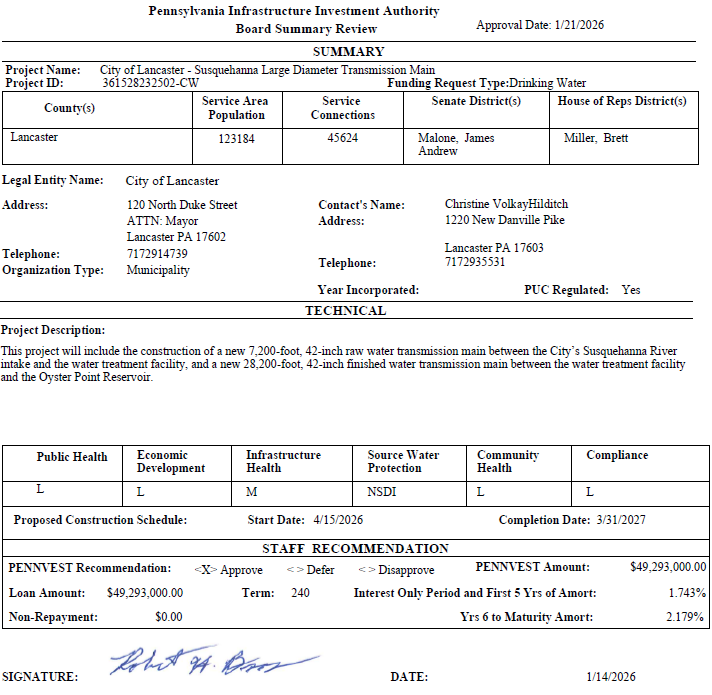 Pennsylvania Infrastructure Investment Authority
Board Summary Review
Approval Date: 1/21/2026
SUMMARY
Project Name: City of Lancaster - Susquehanna Large Diameter Transmission Main
Project ID: 361528232502-CW Funding Request Type:Drinking Water
County(s) Service Area Population Service Connections Senate District(s) House of Reps District(s)
Lancaster 123184 45624 Malone, James Andrew Miller, Brett
Legal Entity Name: City of Lancaster
Address: 120 North Duke Street Contact's Name: Christine VolkayHilditch
ATTN: Mayor Address: 1220 New Danville Pike
Lancaster PA 17602 Lancaster PA 17603
Telephone: 7172914739 Telephone: 7172935531
Organization Type: Municipality
Year Incorporated: PUC Regulated: Yes
TECHNICAL
Project Description:
This project will include the construction of a new 7,200-foot, 42-inch raw water transmission main between the City's Susquehanna River
intake and the water treatment facility, and a new 28,200-foot, 42-inch finished water transmission main between the water treatment facility
and the Oyster Point Reservoir.
Public Health Economic Development Infrastructure Health Source Water Protection Community Health Compliance
L L M NSDI L L
Proposed Construction Schedule: Start Date: 4/15/2026 Completion Date: 3/31/2027
STAFF RECOMMENDATION
PENNVEST Recommendation: <X> Approve < > Defer < > Disapprove PENNVEST Amount: $49,293,000.00
Loan Amount: $49,293,000.00 Term: 240 Interest Only Period and First 5 Yrs of Amort: 1.743%
Non-Repayment: $0.00 Yrs 6 to Maturity Amort: 2.179%
SIGNATURE: DATE: 1/14/2026